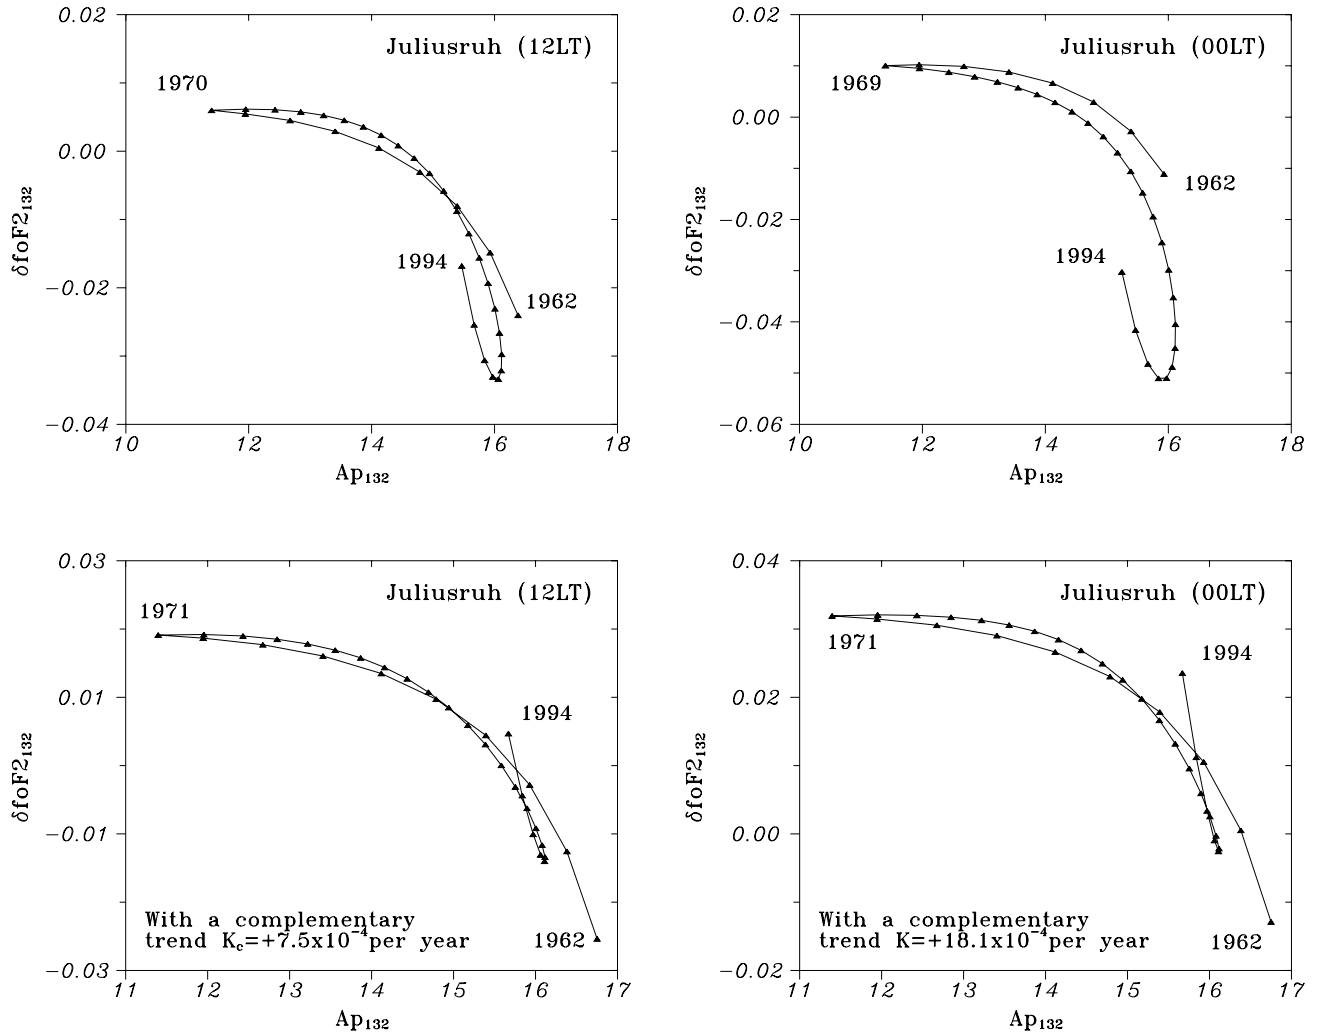 0.02
Juliusruh (12LT)
1970
0.00
δfoF2132
1994
−0.02
1962
−0.04
10 12 14 16 18
Ap132
0.02
Juliusruh (00LT)
1969
0.00
1962
−0.02
δfoF2132
1994
−0.04
−0.06
10 12 14 16 18
Ap132
0.03
Juliusruh (12LT)
1971
0.01
1994
δfoF2132
−0.01
With a complementary
trend Kc=+7.5x10−4per year
1962
−0.03
11 12 13 14 15 16 17
Ap132
0.04
Juliusruh (00LT)
1971
1994
0.02
δfoF2132
0.00
With a complementary
trend K=+18.1x10−4per year
1962
−0.02
11 12 13 14 15 16 17
Ap132